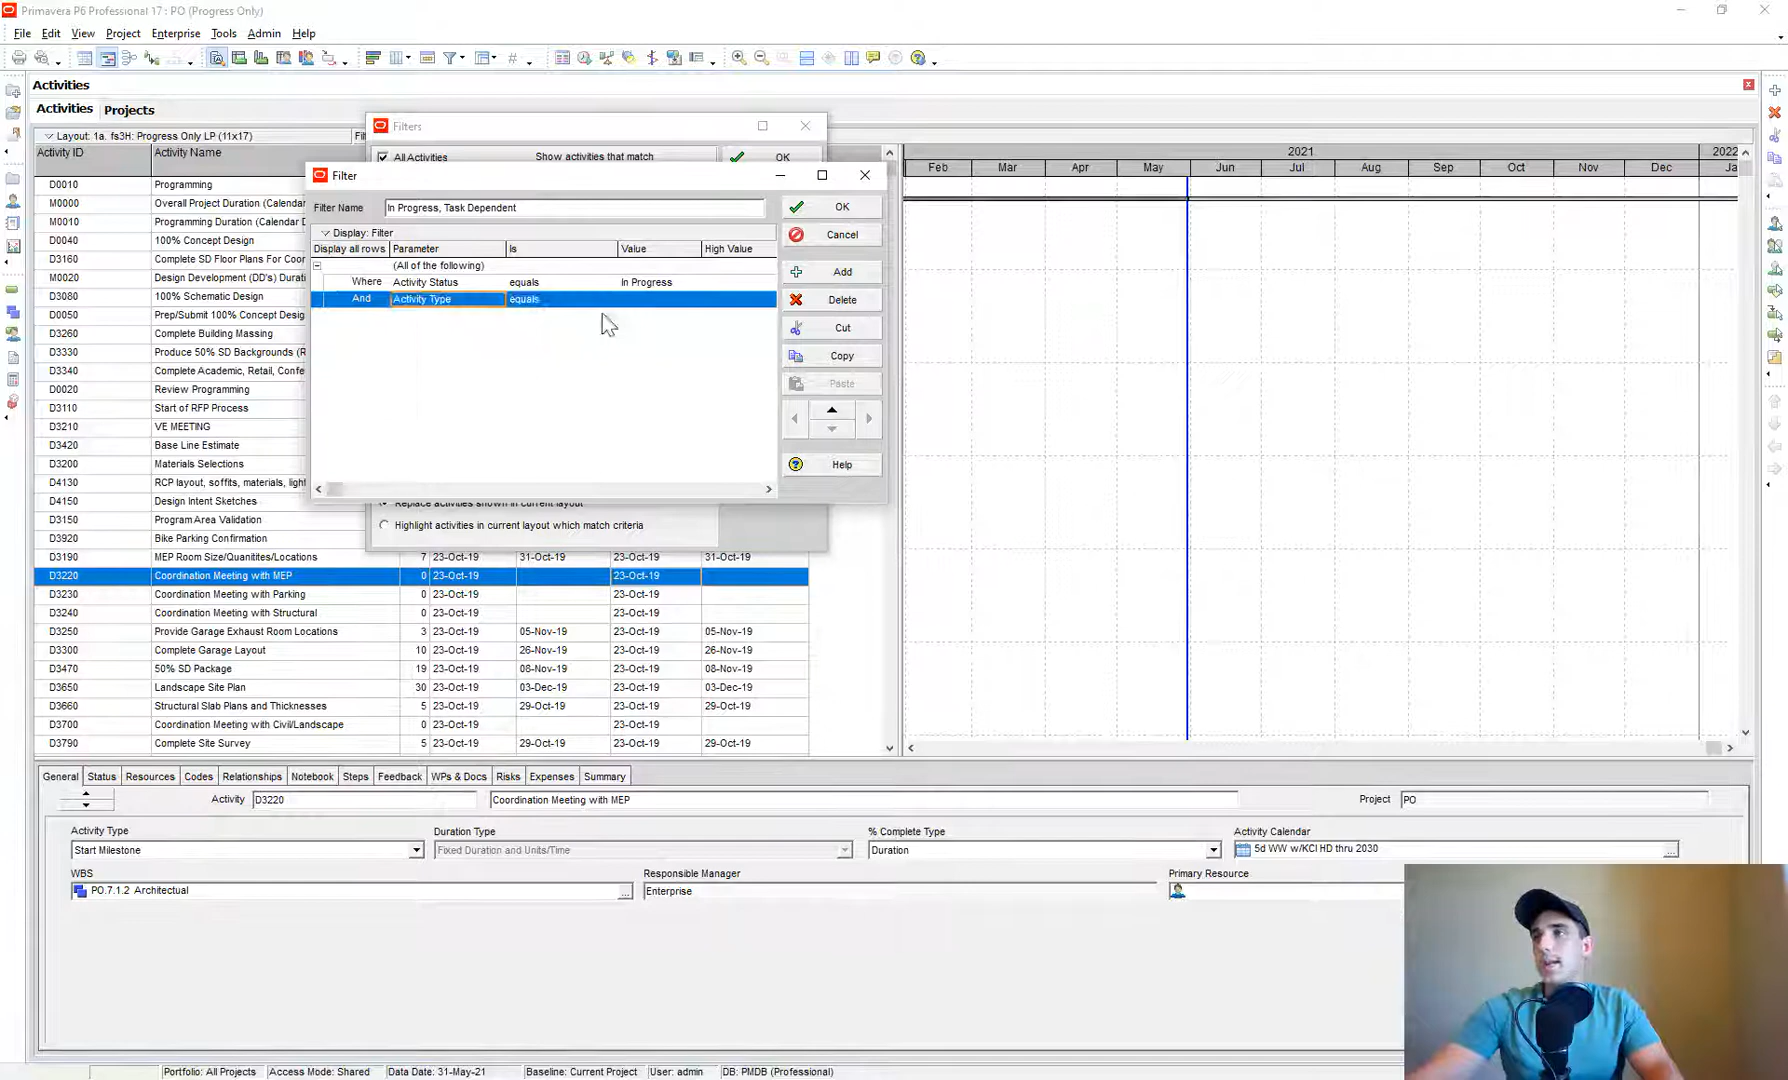 Primavera P6 Professional 17 : PO (Progress Only)
File Edit View Project Enterprise Tools Admin Help
Activities
Activities Projects
Layout: 1a. fs3H: Progress Only LP (11x17)
Activity ID Activity Name
D0010 Programming
M0000 Overall Project Duration (Calendar
M0010 Programming Duration (Calendar D
D0040 100% Concept Design
D3160 Complete SD Floor Plans For Coor
M0020 Design Development (DD's) Duratio
D3080 100% Schematic Design
D0050 Prep/Submit 100% Concept Design
D3260 Complete Building Massing
D3330 Produce 50% SD Backgrounds (R
D3340 Complete Academic, Retail, Confe
D0020 Review Programming
D3110 Start of RFP Process
D3210 VE MEETING
D3420 Base Line Estimate
D3200 Materials Selections
D4130 RCP layout, soffits, materials, light
D4150 Design Intent Sketches
D3150 Program Area Validation
D3920 Bike Parking Confirmation
D3190 MEP Room Size/Quantitites/Locations 7 23-Oct-19 31-Oct-19 23-Oct-19 31-Oct-19
D3220 Coordination Meeting with MEP 0 23-Oct-19 23-Oct-19
D3230 Coordination Meeting with Parking 0 23-Oct-19 23-Oct-19
D3240 Coordination Meeting with Structural 0 23-Oct-19 23-Oct-19
D3250 Provide Garage Exhaust Room Locations 3 23-Oct-19 05-Nov-19 23-Oct-19 05-Nov-19
D3300 Complete Garage Layout 10 23-Oct-19 26-Nov-19 23-Oct-19 26-Nov-19
D3470 50% SD Package 19 23-Oct-19 08-Nov-19 23-Oct-19 08-Nov-19
D3650 Landscape Site Plan 30 23-Oct-19 03-Dec-19 23-Oct-19 03-Dec-19
D3660 Structural Slab Plans and Thicknesses 5 23-Oct-19 29-Oct-19 23-Oct-19 29-Oct-19
D3700 Coordination Meeting with Civil/Landscape 0 23-Oct-19 23-Oct-19
D3790 Complete Site Survey 5 23-Oct-19 29-Oct-19 23-Oct-19 29-Oct-19
Filters
All Activities Show activities that match OK
Filter
Filter Name In Progress, Task Dependent
Display: Filter
Display all rows Parameter Is Value High Value
(All of the following)
Where Activity Status equals In Progress
And Activity Type equals
OK
Cancel
Add
Delete
Cut
Copy
Paste
Help
Replace activities shown in current layout
Highlight activities in current layout which match criteria
2021 2022
Feb Mar Apr May Jun Jul Aug Sep Oct Nov Dec Ja
General Status Resources Codes Relationships Notebook Steps Feedback WPs & Docs Risks Expenses Summary
Activity D3220 Coordination Meeting with MEP Project PO
Activity Type Duration Type % Complete Type Activity Calendar
Start Milestone Fixed Duration and Units/Time Duration 5d WW w/KCI HD thru 2030
WBS Responsible Manager Primary Resource
PO.7.1.2 Architectual Enterprise
Portfolio: All Projects Access Mode: Shared Data Date: 31-May-21 Baseline: Current Project User: admin DB: PMDB (Professional)